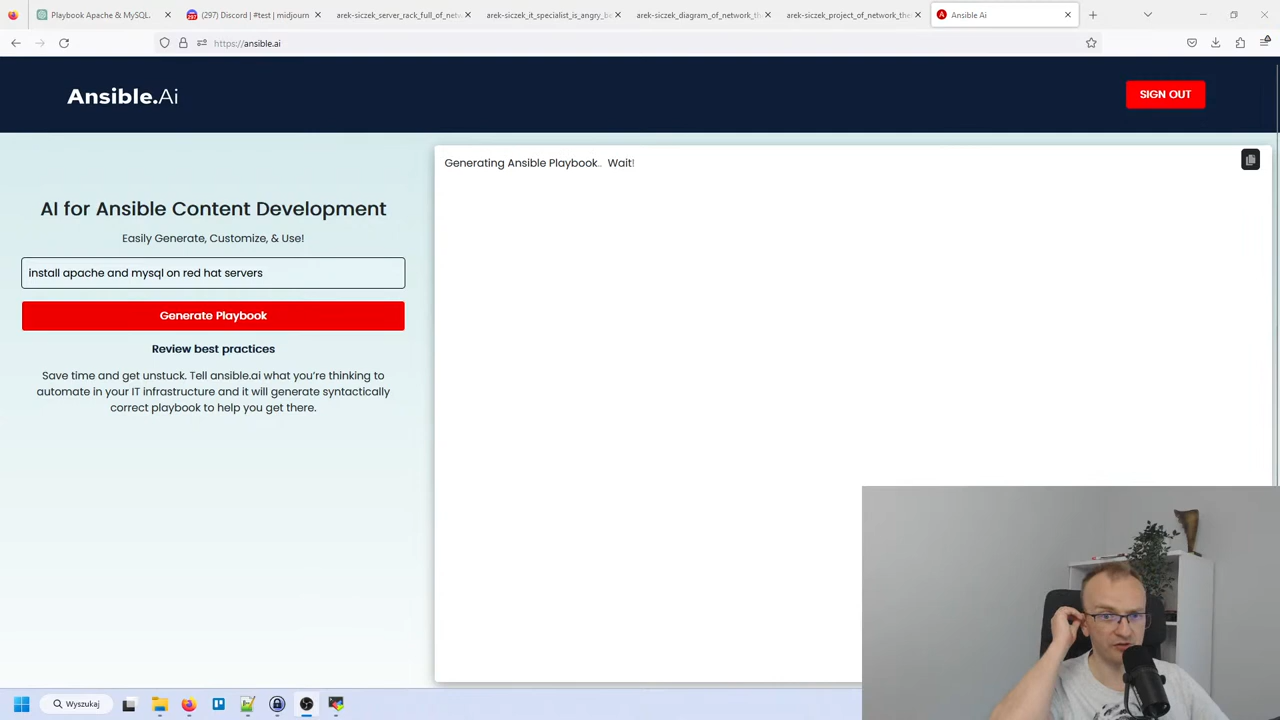 Playbook Apache & MySQL.
(297) Discord | #test | midjourn
arek-siczek_server_rack_full_of_netw
arek-siczek_it_specialist_is_angry_be
arek-siczek_diagram_of_network_th
arek-siczek_project_of_network_the
Ansible Ai
https://ansible.ai
Ansible.Ai
SIGN OUT
AI for Ansible Content Development
Easily Generate, Customize, & Use!
install apache and mysql on red hat servers
Generate Playbook
Review best practices
Save time and get unstuck. Tell ansible.ai what you’re thinking to
automate in your IT infrastructure and it will generate syntactically
correct playbook to help you get there.
Generating Ansible Playbook.. Wait!
Wyszukaj